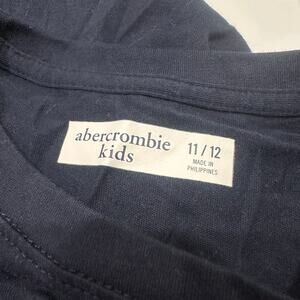 abercrombie
kids
11 / 12
MADE IN
PHILIPPINES